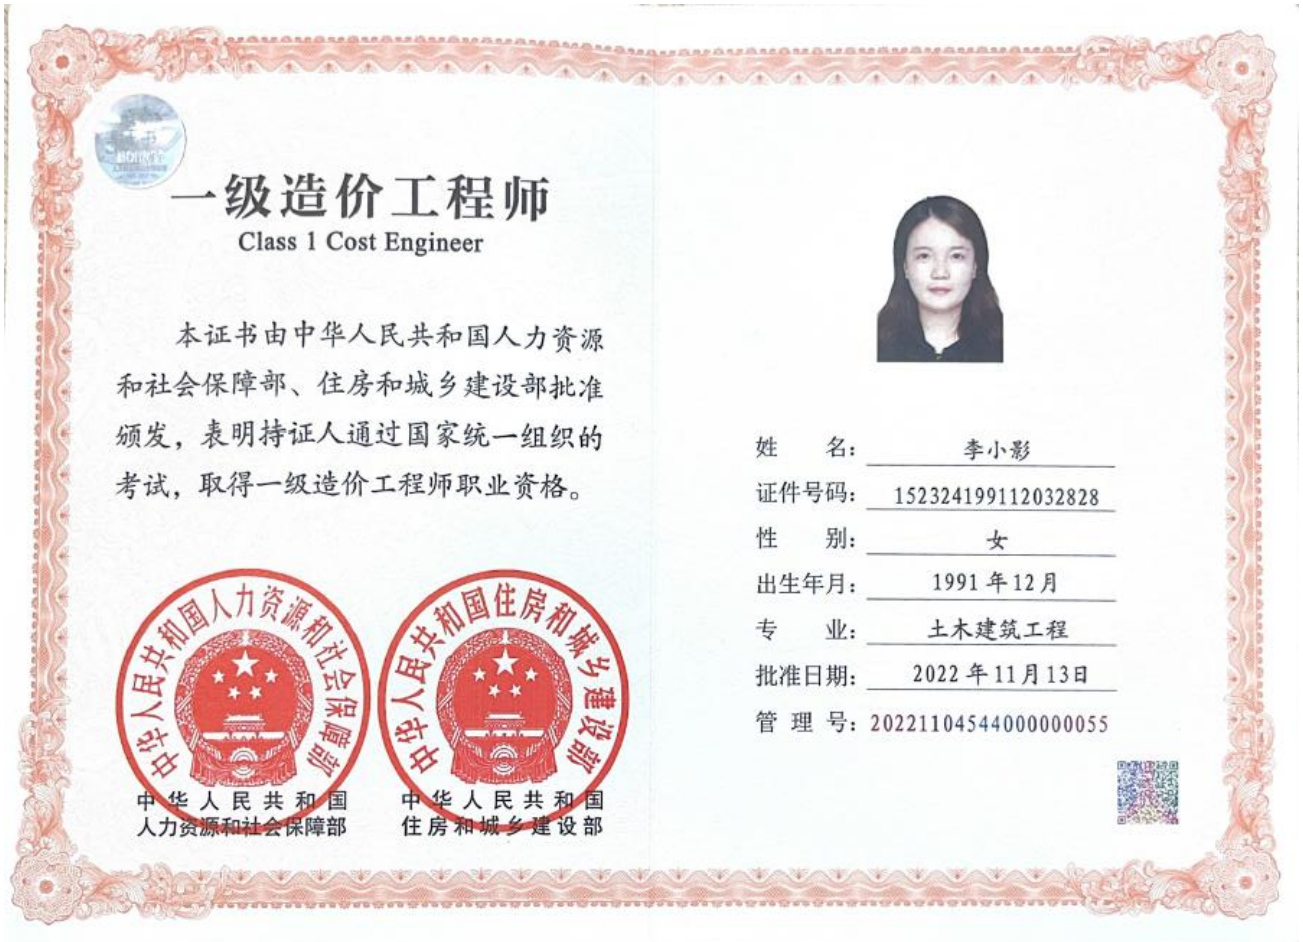 一级造价工程师
Class 1 Cost Engineer
本证书由中华人民共和国人力资源
和社会保障部、住房和城乡建设部批准
颁发，表明持证人通过国家统一组织的
考试，取得一级造价工程师职业资格。
中华人民共和国人力资源和社会保障部
中华人民共和国
人力资源和社会保障部
中华人民共和国住房和城乡建设部
中华人民共和国
住房和城乡建设部
姓 名： 李小影
证件号码： 152324199112032828
性 别： 女
出生年月： 1991年12月
专 业： 土木建筑工程
批准日期： 2022年11月13日
管 理 号： 20221104544000000055